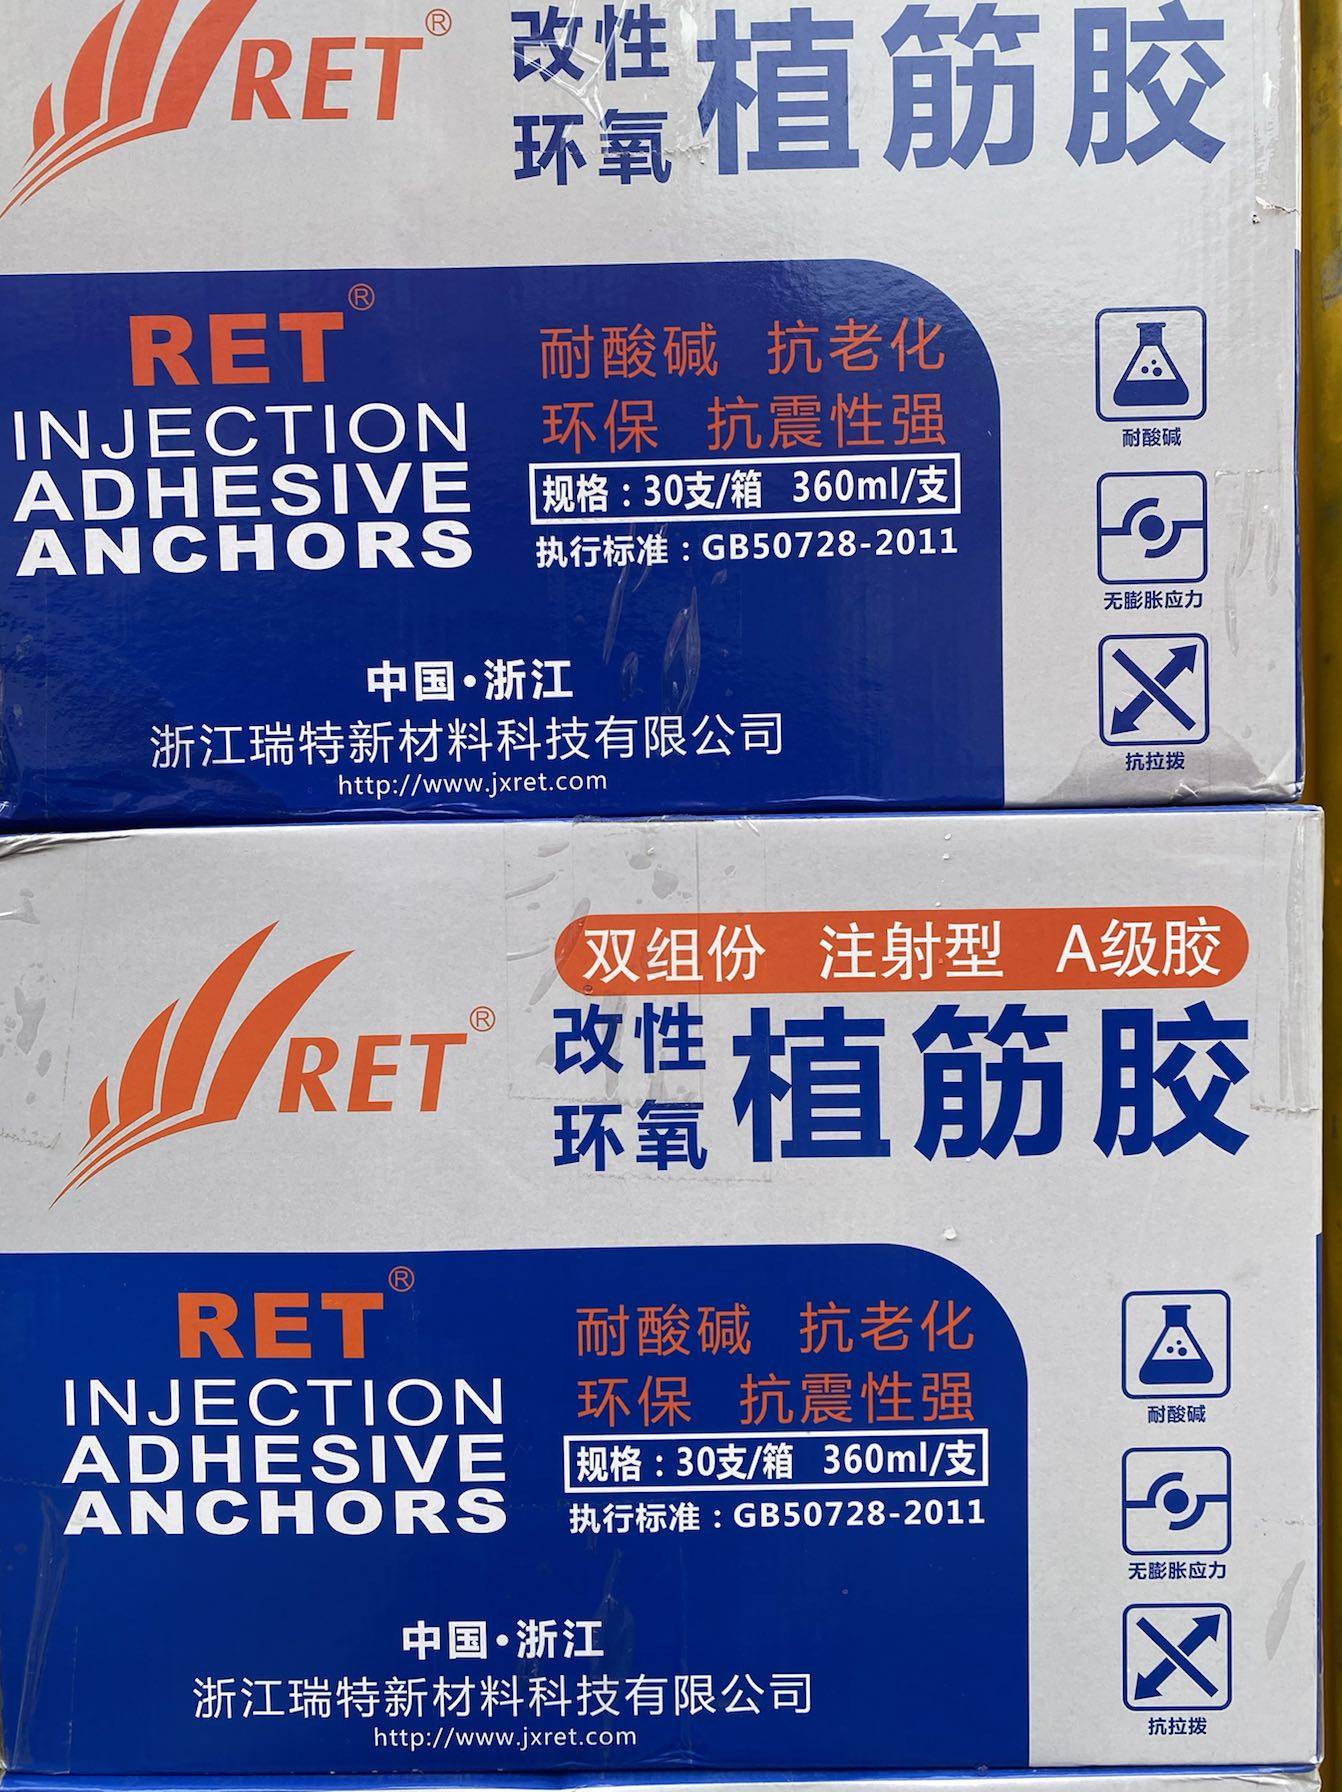 RET®
改性
环氧
植筋胶
RET®
INJECTION
ADHESIVE
ANCHORS
耐酸碱 抗老化
环保 抗震性强
规格：30支/箱 360ml/支
执行标准：GB50728-2011
中国·浙江
浙江瑞特新材料科技有限公司
http://www.jxret.com
耐酸碱
无膨胀应力
抗拉拨
RET®
双组份 注射型 A级胶
改性
环氧
植筋胶
RET®
INJECTION
ADHESIVE
ANCHORS
耐酸碱 抗老化
环保 抗震性强
规格：30支/箱 360ml/支
执行标准：GB50728-2011
中国·浙江
浙江瑞特新材料科技有限公司
http://www.jxret.com
耐酸碱
无膨胀应力
抗拉拨